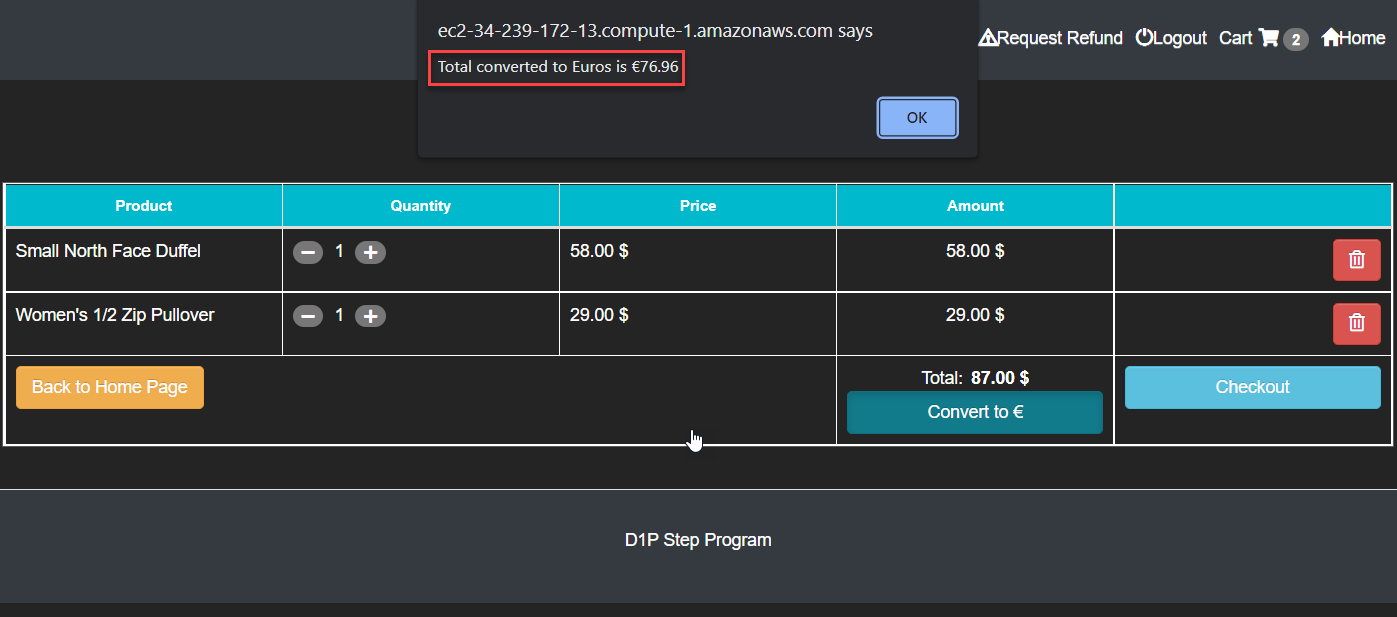 ec2-34-239-172-13.compute-1.amazonaws.com says
Total converted to Euros is €76.96
OK
Request Refund Logout Cart 2 Home
Product Quantity Price Amount
Small North Face Duffel 1 58.00 $ 58.00 $
Women's 1/2 Zip Pullover 1 29.00 $ 29.00 $
Back to Home Page Total: 87.00 $ Checkout
Convert to €
D1P Step Program